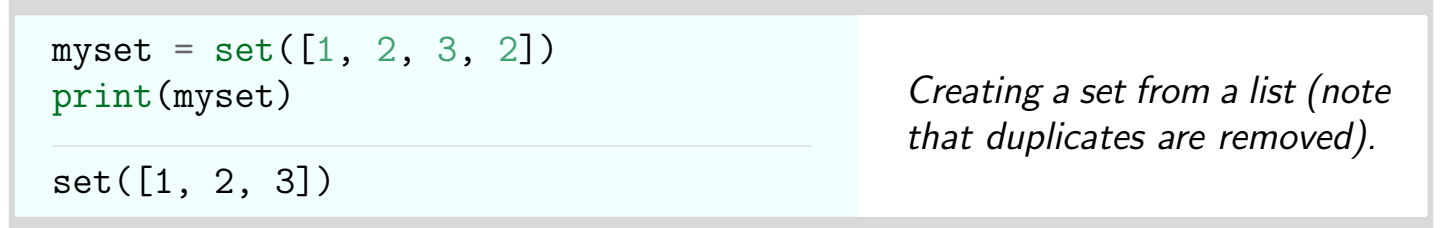 myset = set([1, 2, 3, 2])
print(myset)
set([1, 2, 3])
Creating a set from a list (note
that duplicates are removed).